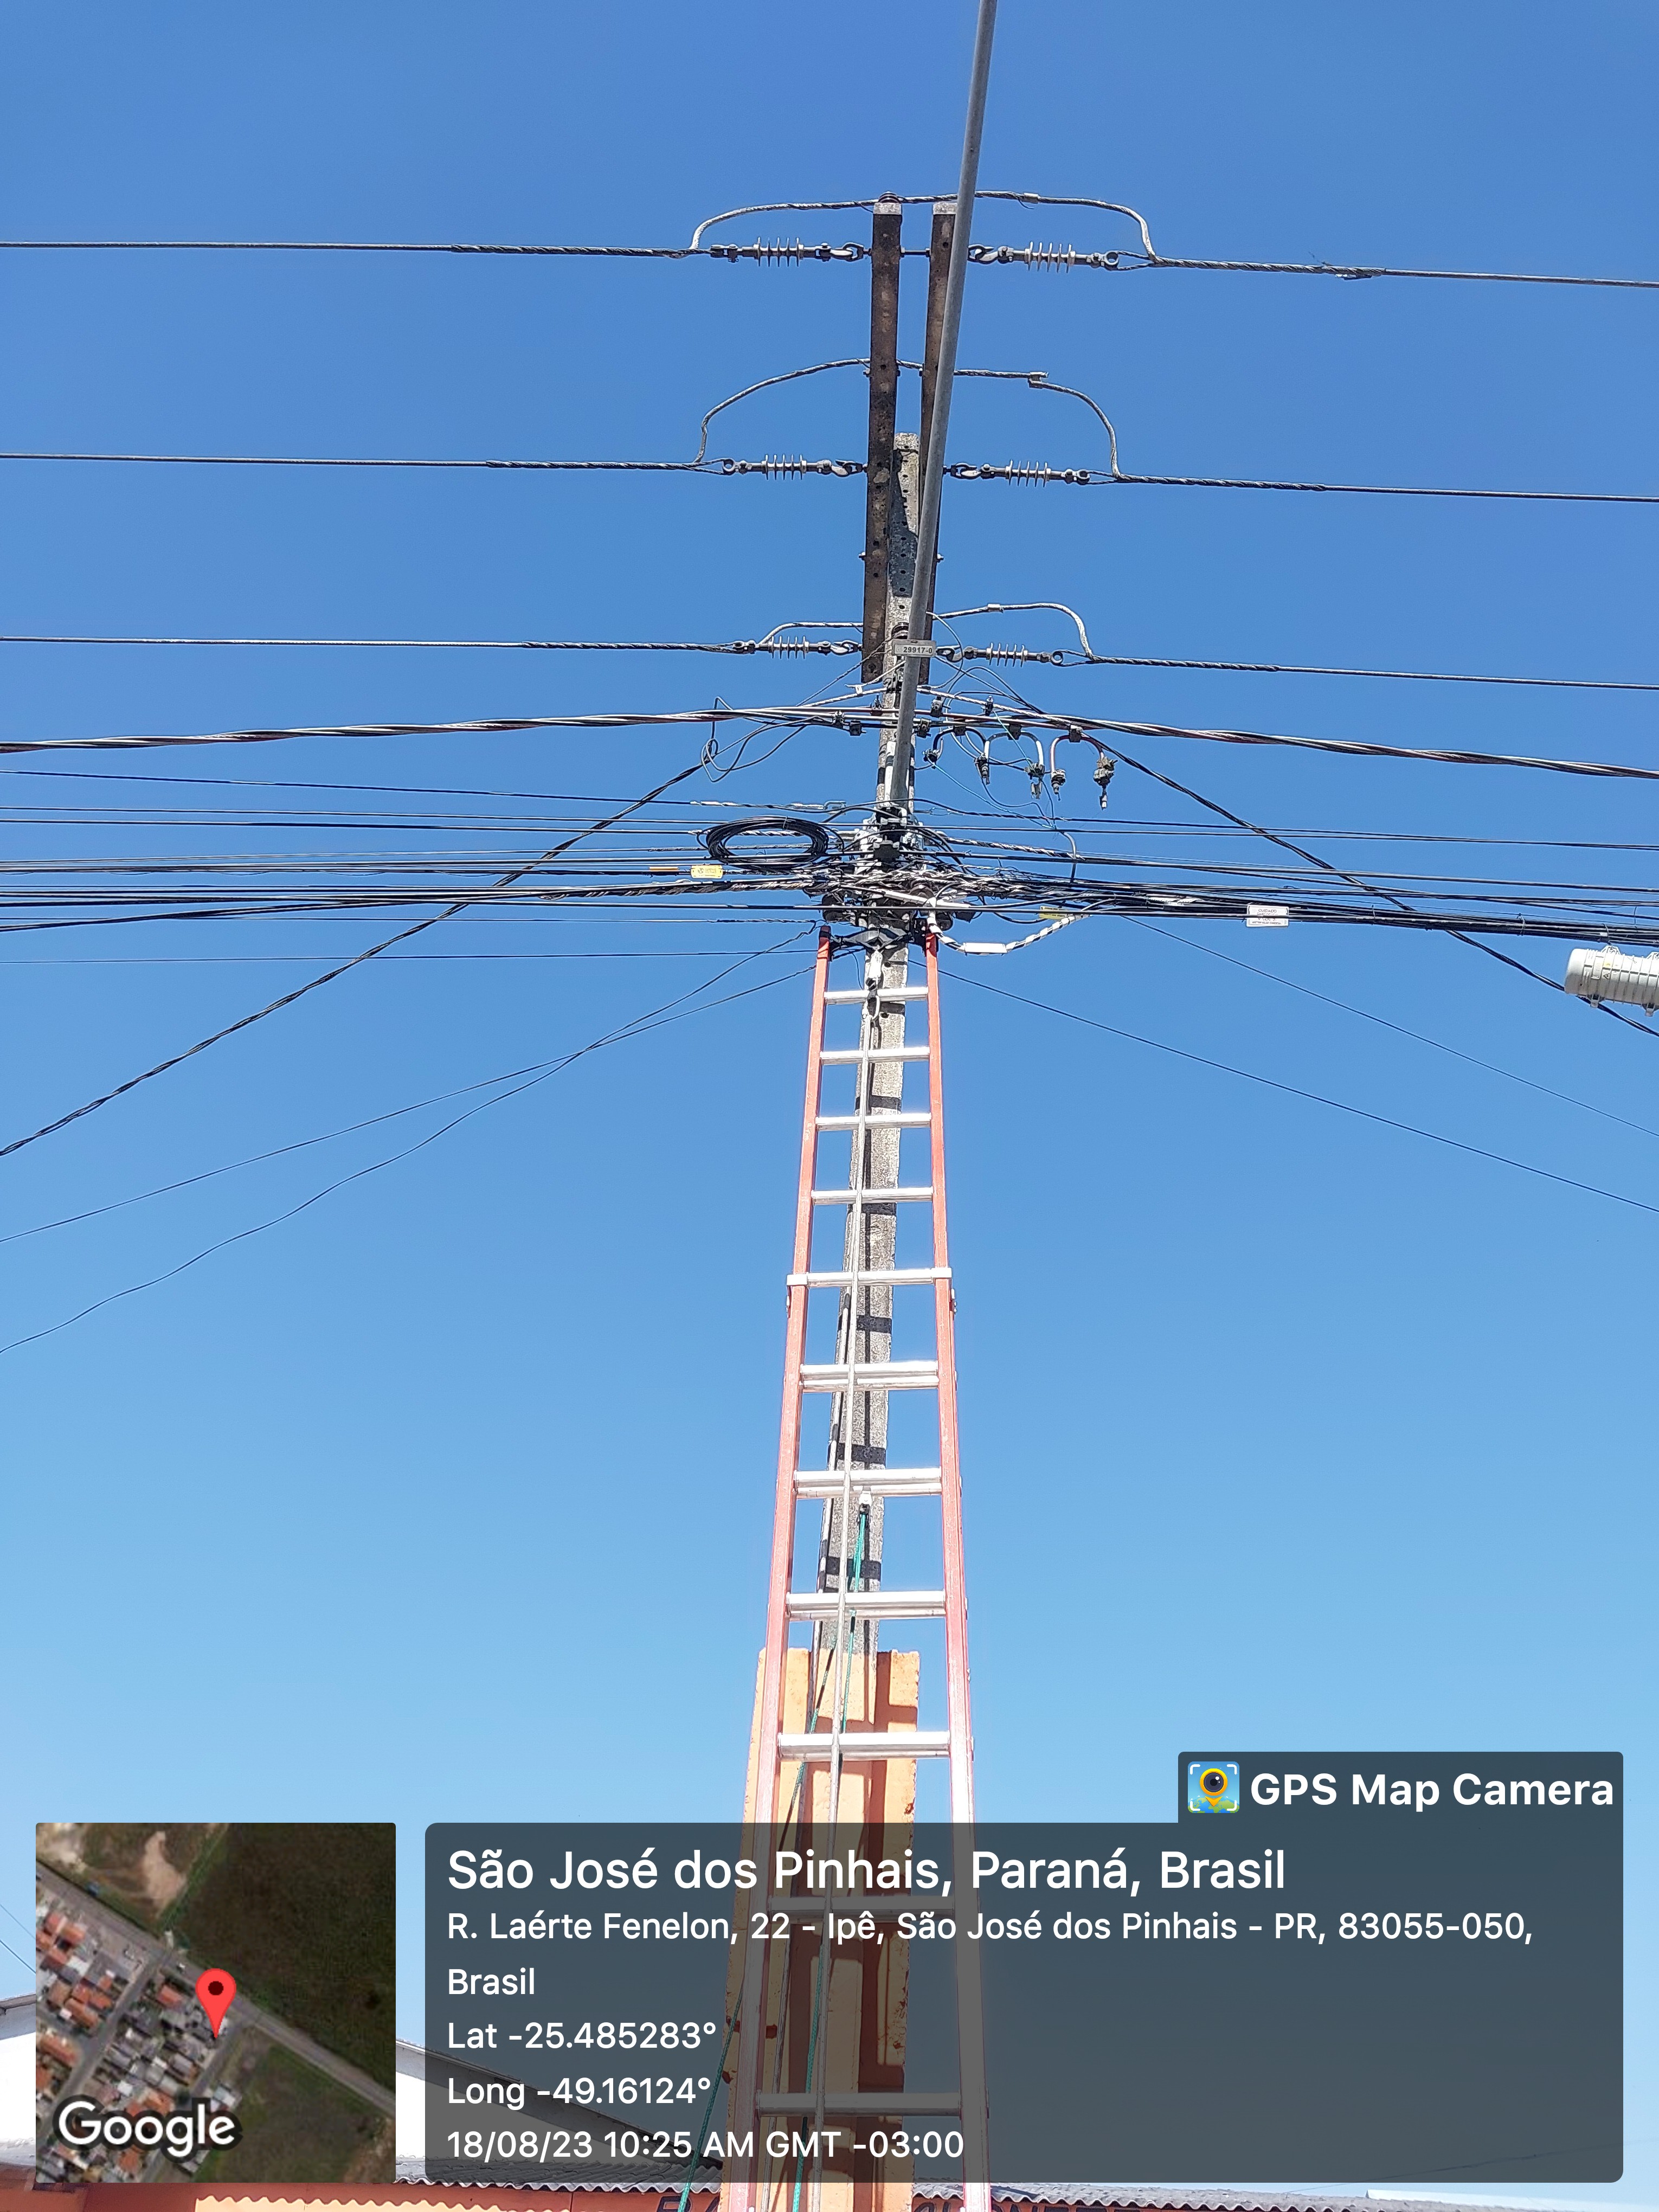 29917-0
GPS Map Camera
São José dos Pinhais, Paraná, Brasil
R. Laérte Fenelon, 22 - Ipê, São José dos Pinhais - PR, 83055-050,
Brasil
Lat -25.485283°
Long -49.16124°
18/08/23 10:25 AM GMT -03:00
Google